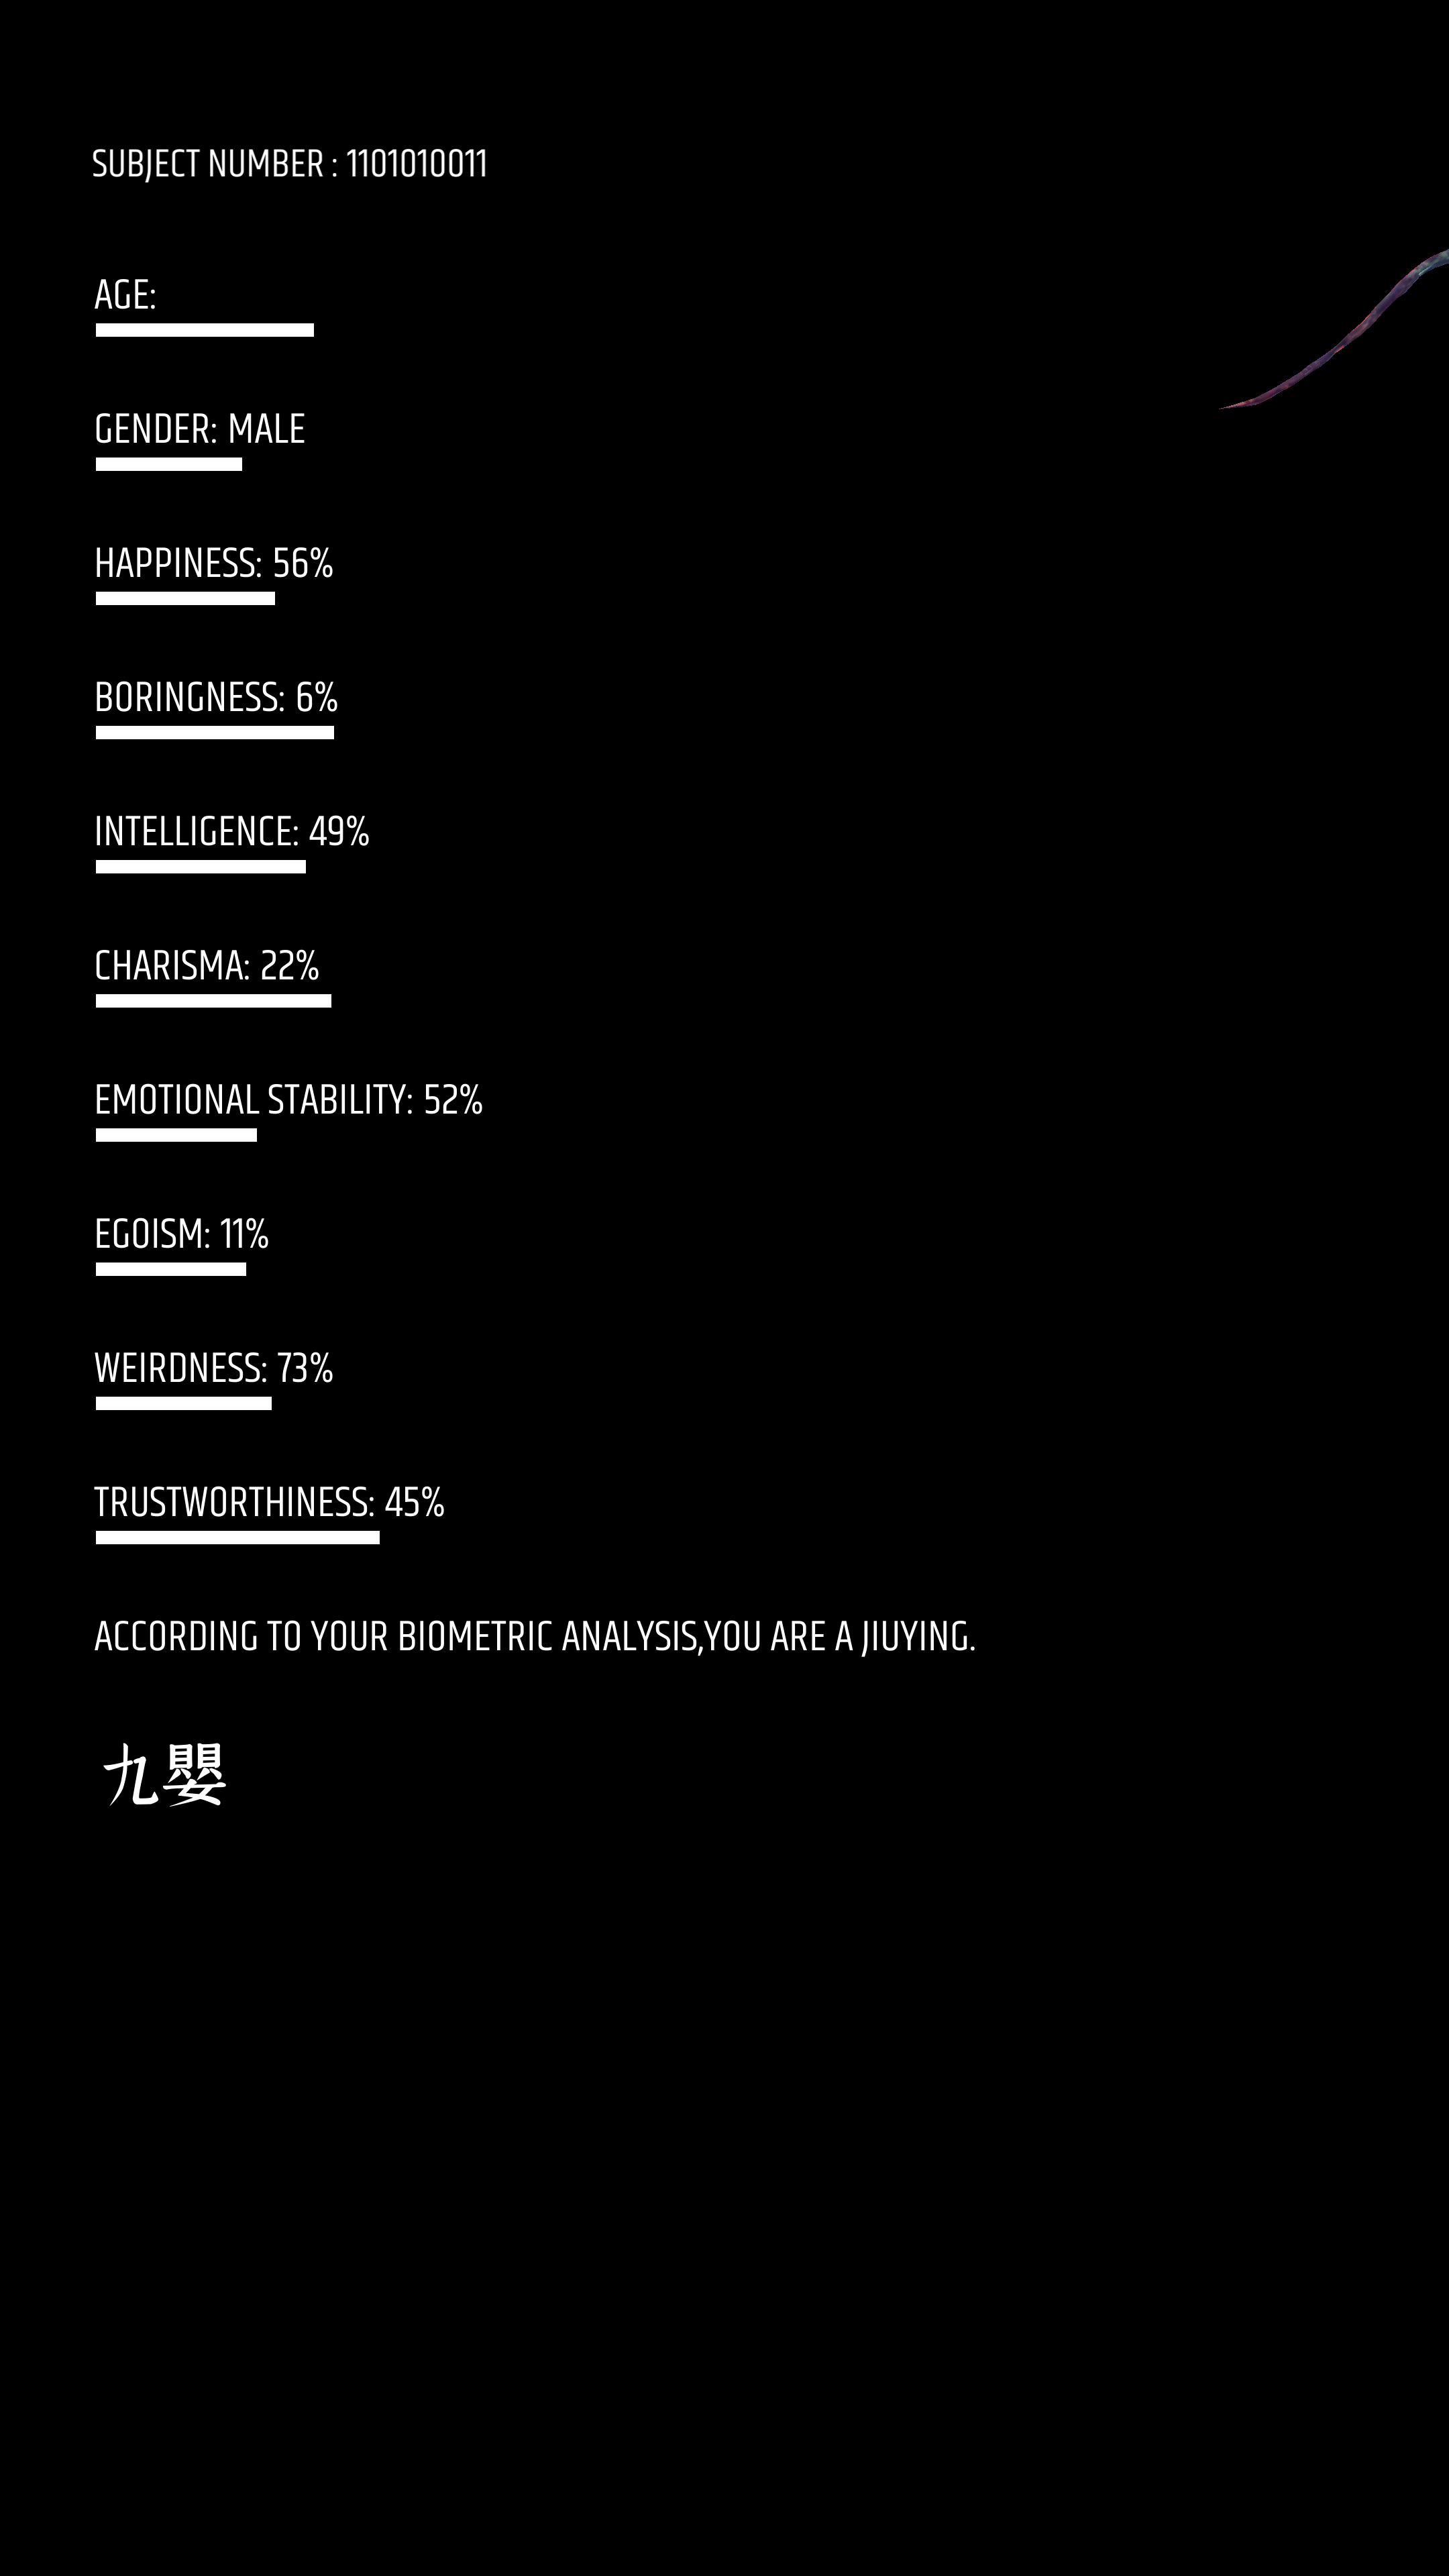 SUBJECT NUMBER : 1101010011
AGE:
GENDER: MALE
HAPPINESS: 56%
BORINGNESS: 6%
INTELLIGENCE: 49%
CHARISMA: 22%
EMOTIONAL STABILITY: 52%
EGOISM: 11%
WEIRDNESS: 73%
TRUSTWORTHINESS: 45%
ACCORDING TO YOUR BIOMETRIC ANALYSIS,YOU ARE A JIUYING.
九嬰